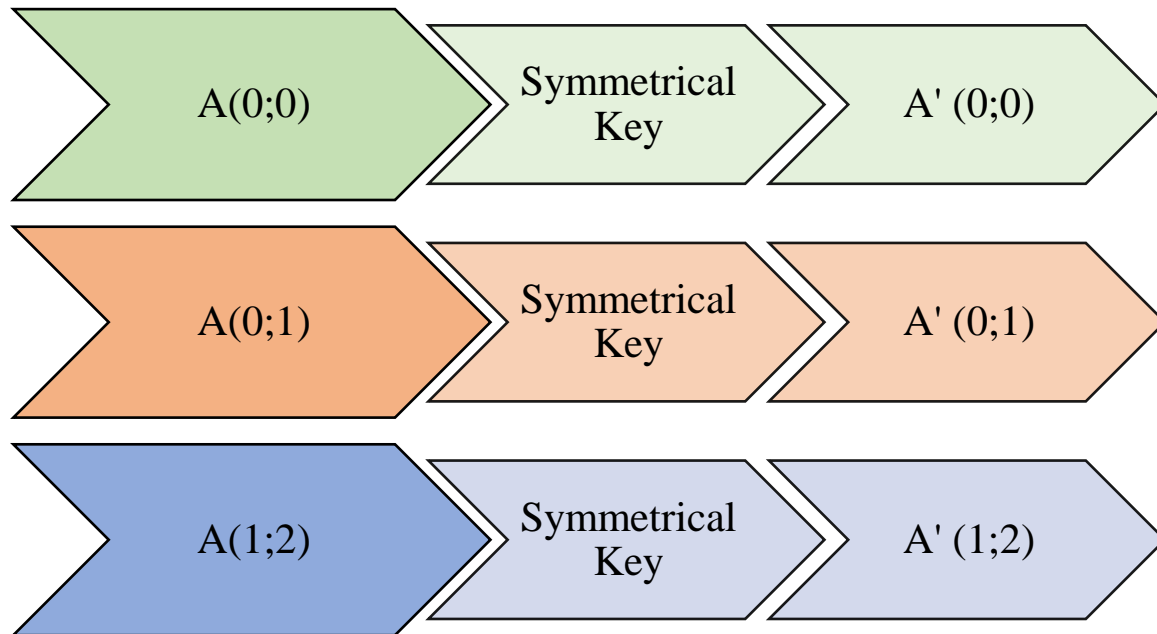 A(0;0)
Symmetrical
Key
A' (0;0)
A(0;1)
Symmetrical
Key
A' (0;1)
A(1;2)
Symmetrical
Key
A' (1;2)